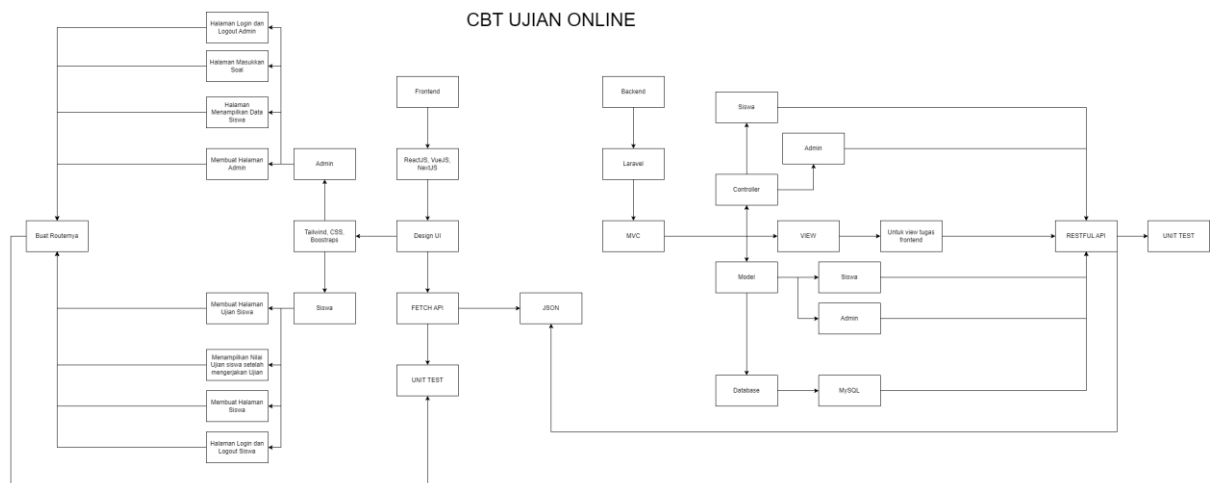 CBT UJIAN ONLINE
Halaman Login dan
Logout Admin
Halaman Masukkan
Soal
Halaman
Menampilkan Data
Siswa
Membuat Halaman
Admin
Admin
Buat Routernya
Tailwind, CSS,
Boostraps
Membuat Halaman
Ujian Siswa
Siswa
Menampilkan Nilai
Ujian siswa setelah
mengerjakan Ujian
Membuat Halaman
Siswa
Halaman Login dan
Logout Siswa
Frontend
ReactJS, VueJS,
NextJS
Design UI
FETCH API
JSON
UNIT TEST
Backend
Laravel
MVC
Siswa
Admin
Controller
VIEW
Untuk view tugas
frontend
RESTFUL API
UNIT TEST
Model
Siswa
Admin
Database
MySQL